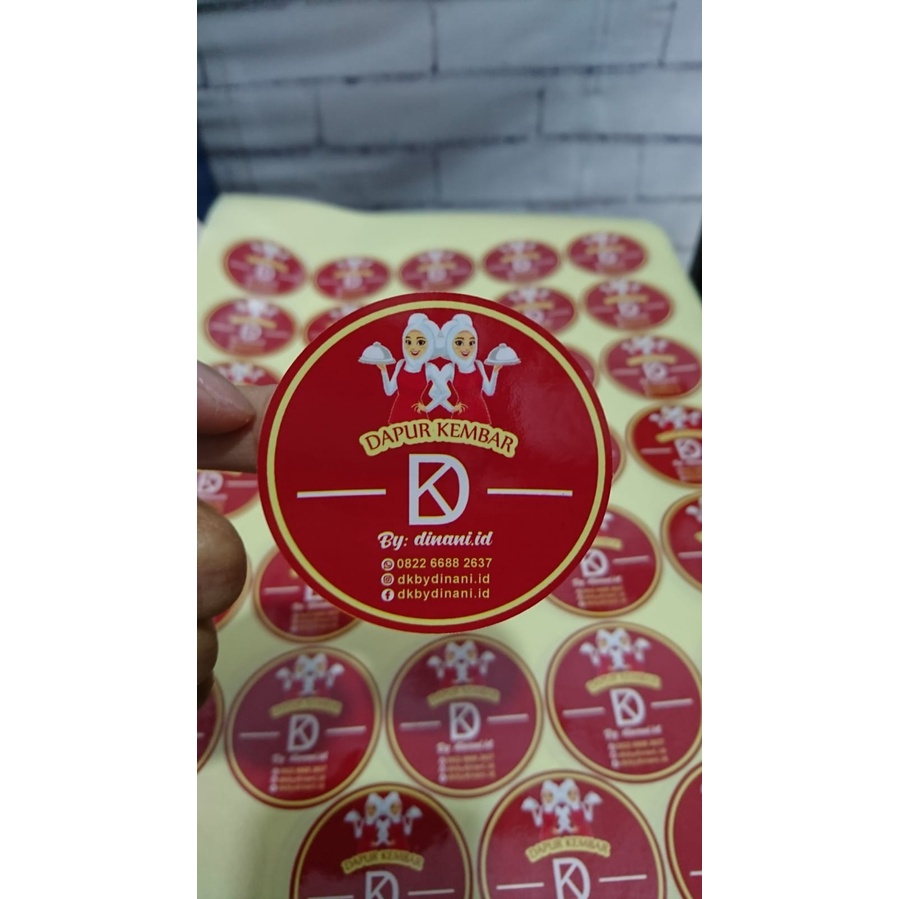 DAPUR KEMBAR
DK
By: dinani.id
0822 6688 2637
dkbydinani.id
dkbydinani.id